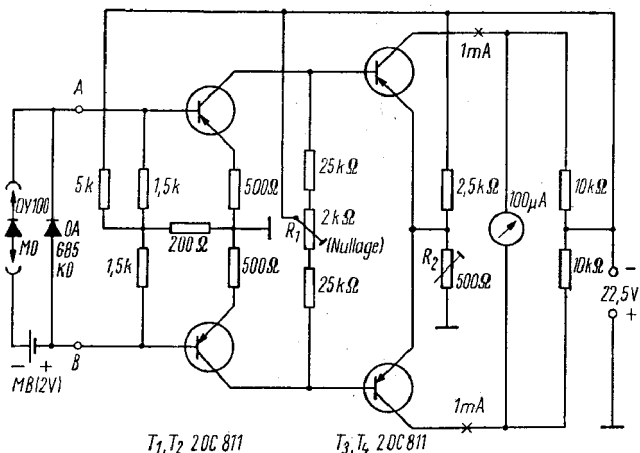 1mA
A
5k
1,5k
500Ω
25kΩ
2,5kΩ
10kΩ
100µA
OY100
MD
OA
685
KD
200Ω
R1
2kΩ
(Nullage)
1,5k
500Ω
25kΩ
R2
500Ω
10kΩ
−
22,5V
+
− +
MB(2V)
B
1mA
T1, T2 2OC 811
T3, T4 2OC 811